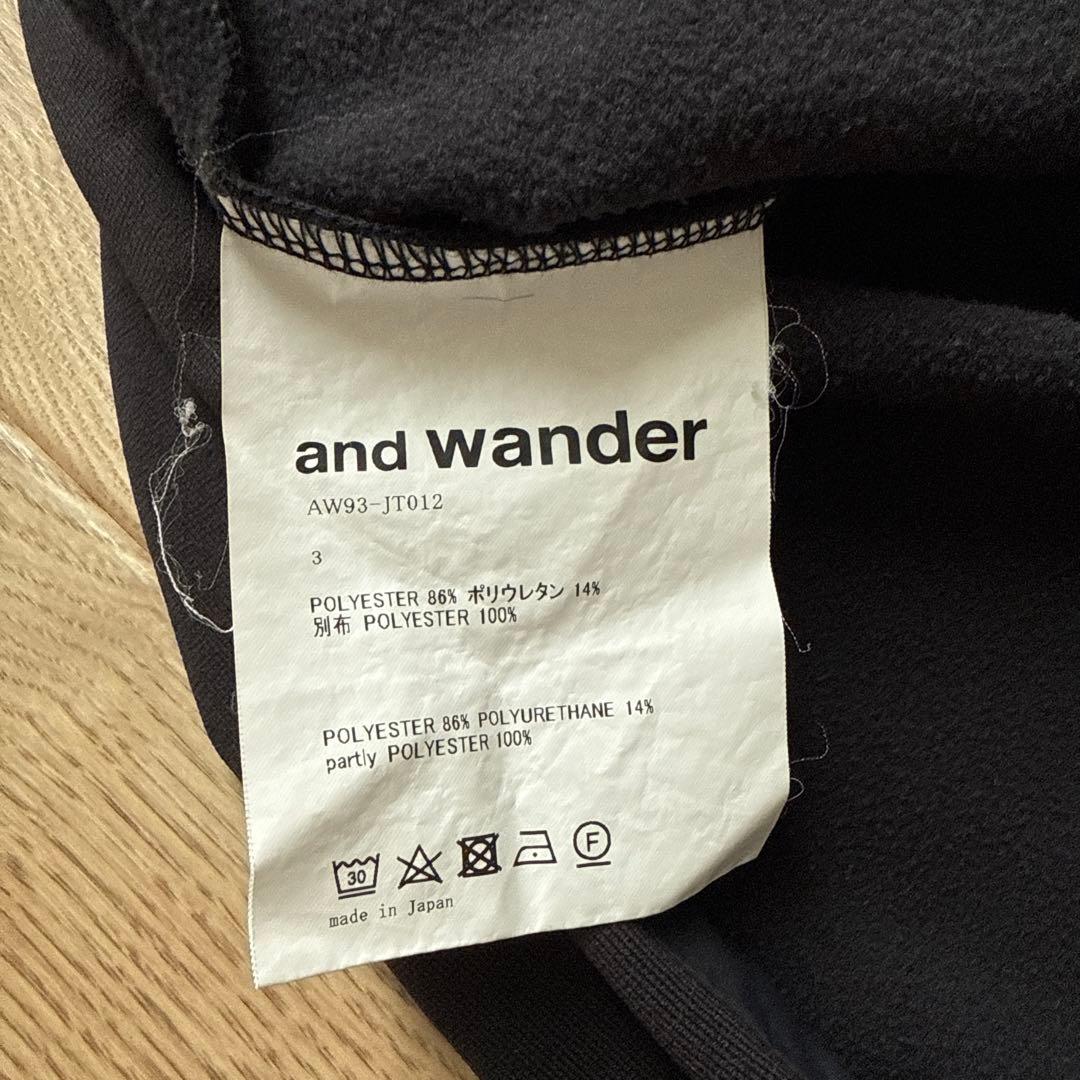 and wander
AW93-JT012
3
POLYESTER 86% ポリウレタン 14%
別布 POLYESTER 100%
POLYESTER 86% POLYURETHANE 14%
partly POLYESTER 100%
30
F
made in Japan